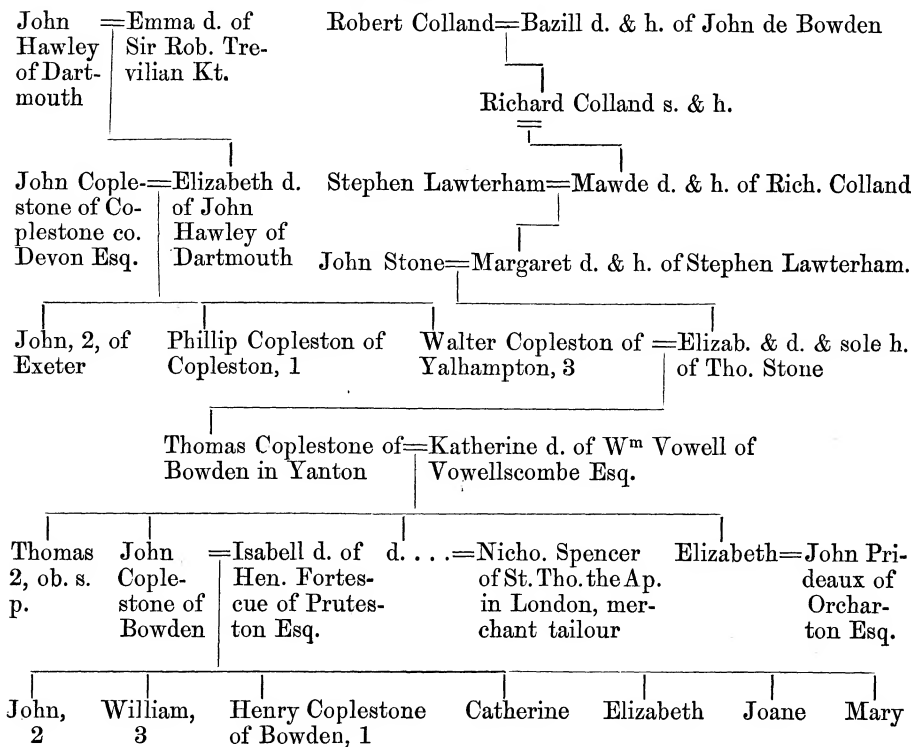 John = Emma d. of
Hawley Sir Rob. Tre-
of Dart- vilian Kt.
mouth
Robert Colland = Bazill d. & h. of John de Bowden
Richard Colland s. & h.
John Cople- = Elizabeth d.
stone of Co- of John
plestone co. Hawley of
Devon Esq. Dartmouth
Stephen Lawterham = Mawde d. & h. of Rich. Colland
John Stone = Margaret d. & h. of Stephen Lawterham.
John, 2, of
Exeter
Phillip Copleston of
Copleston, 1
Walter Copleston of = Elizab. & d. & sole h.
Yalhampton, 3 of Tho. Stone
Thomas Coplestone of = Katherine d. of Wm Vowell of
Bowden in Yanton Vowellscombe Esq.
Thomas
2, ob. s.
p.
John = Isabell d. of
Cople- Hen. Fortes-
stone of cue of Prutes-
Bowden ton Esq.
d. . . . = Nicho. Spencer
of St. Tho. the Ap.
in London, mer-
chant tailour
Elizabeth = John Pri-
deaux of
Orchar-
ton Esq.
John,
2
William,
3
Henry Coplestone
of Bowden, 1
Catherine
Elizabeth
Joane
Mary